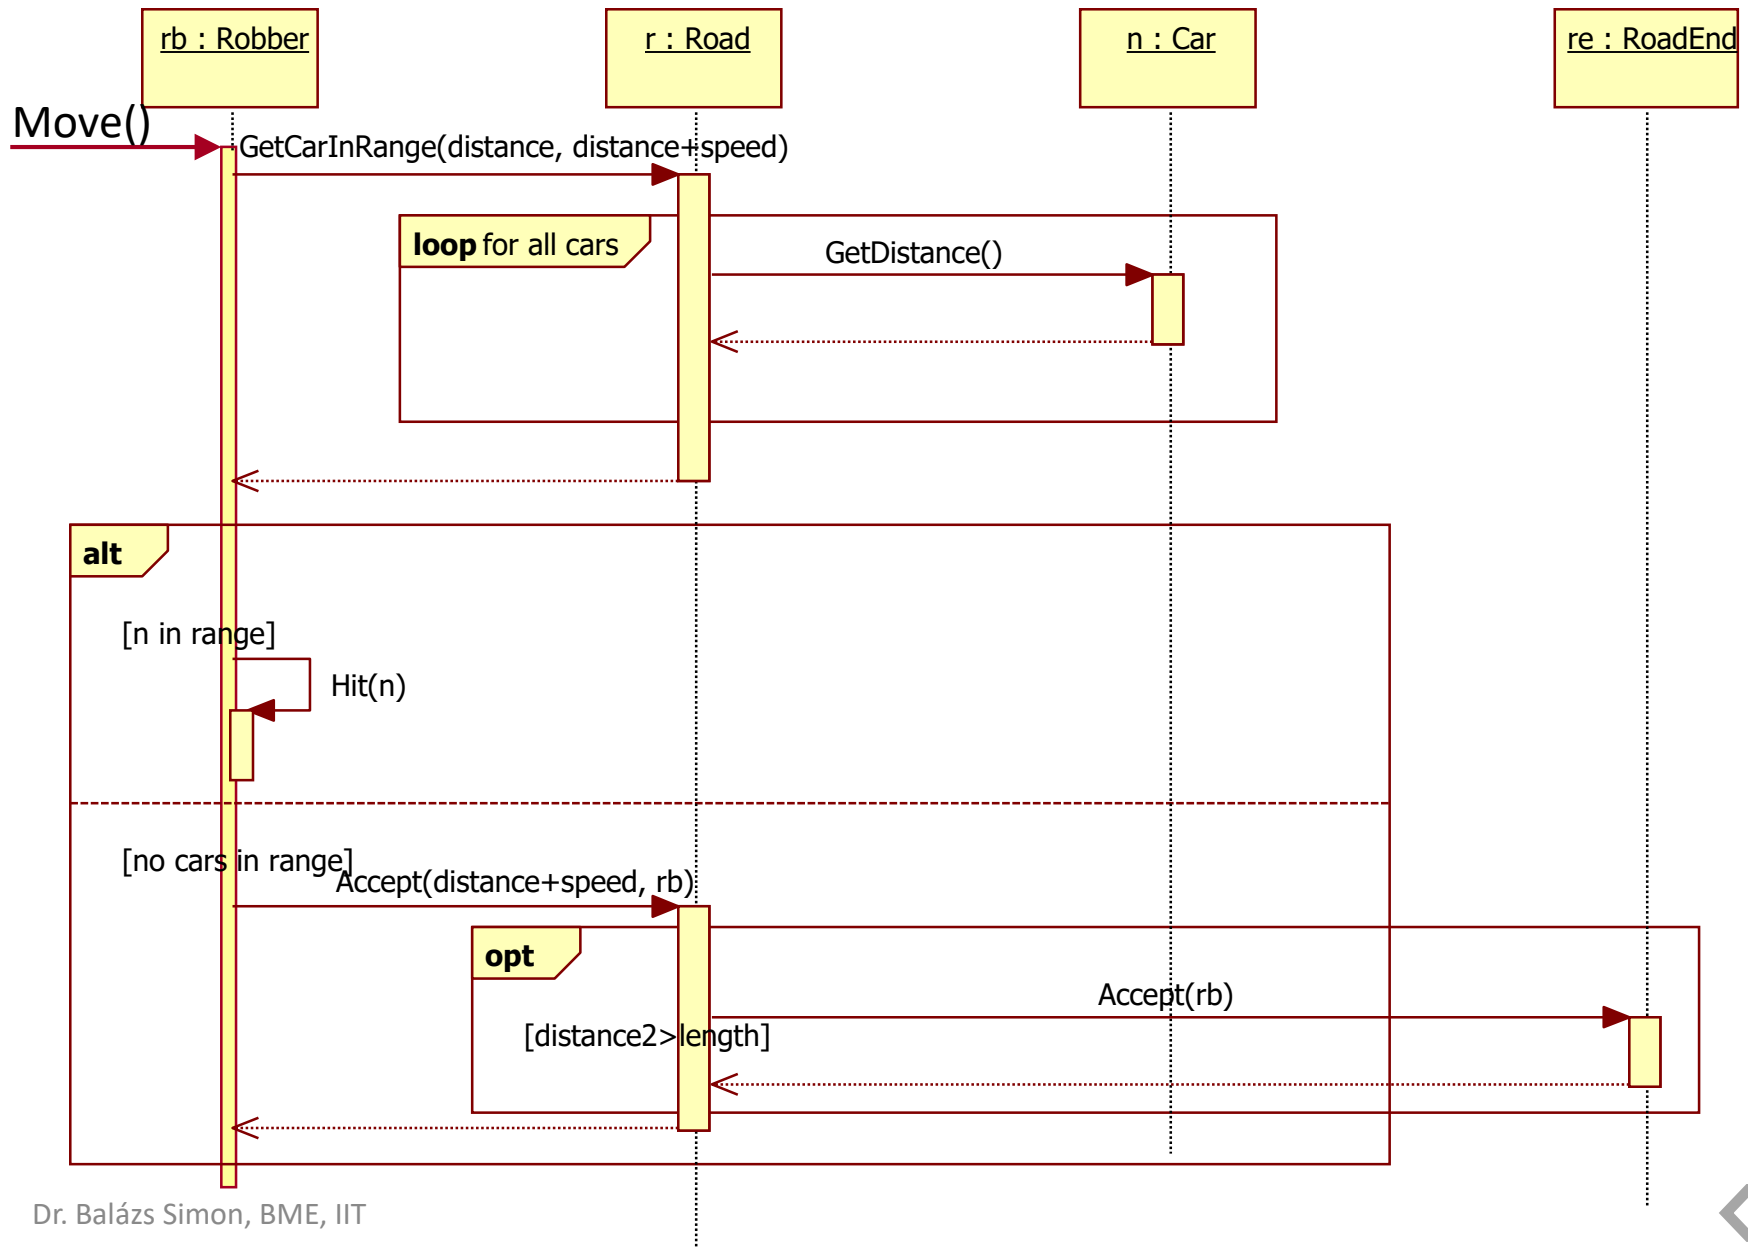 rb : Robber
r : Road
n : Car
re : RoadEnd
Move()
GetCarInRange(distance, distance+speed)
loop for all cars
GetDistance()
alt
[n in range]
Hit(n)
[no cars in range]
Accept(distance+speed, rb)
opt
Accept(rb)
[distance2>length]
Dr. Balázs Simon, BME, IIT